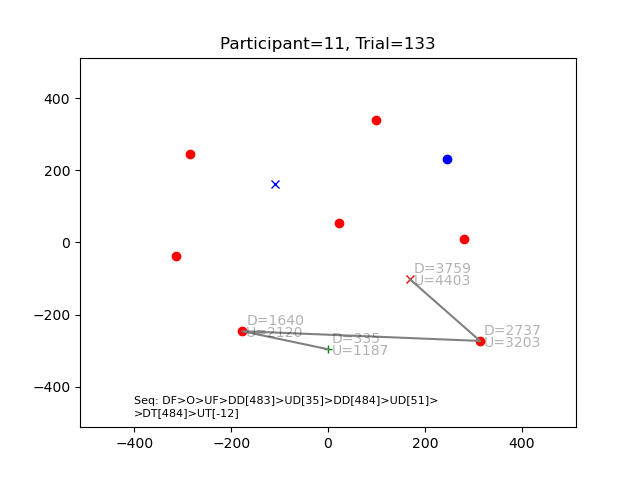 Participant=11, Trial=133
400
200
0
−200
−400
D=3759
U=4403
D=1640
U=2120
D=335
U=1187
D=2737
U=3203
Seq: DF>O>UF>DD[483]>UD[35]>DD[484]>UD[51]>
>DT[484]>UT[-12]
−400
−200
0
200
400